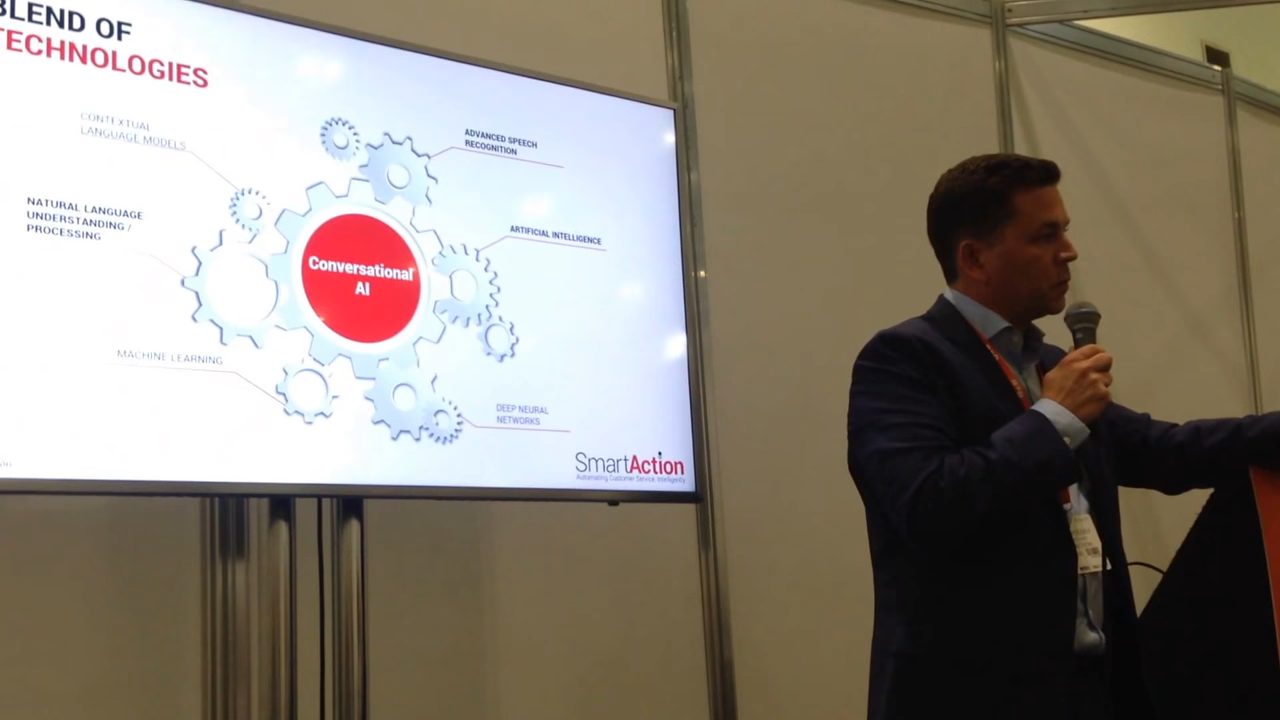 BLEND OF
TECHNOLOGIES
CONTEXTUAL
LANGUAGE MODELS
ADVANCED SPEECH
RECOGNITION
NATURAL LANGUAGE
UNDERSTANDING /
PROCESSING
ARTIFICIAL INTELLIGENCE
Conversational
AI
MACHINE LEARNING
DEEP NEURAL
NETWORKS
SmartAction
Automating Customer Service. Intelligently.